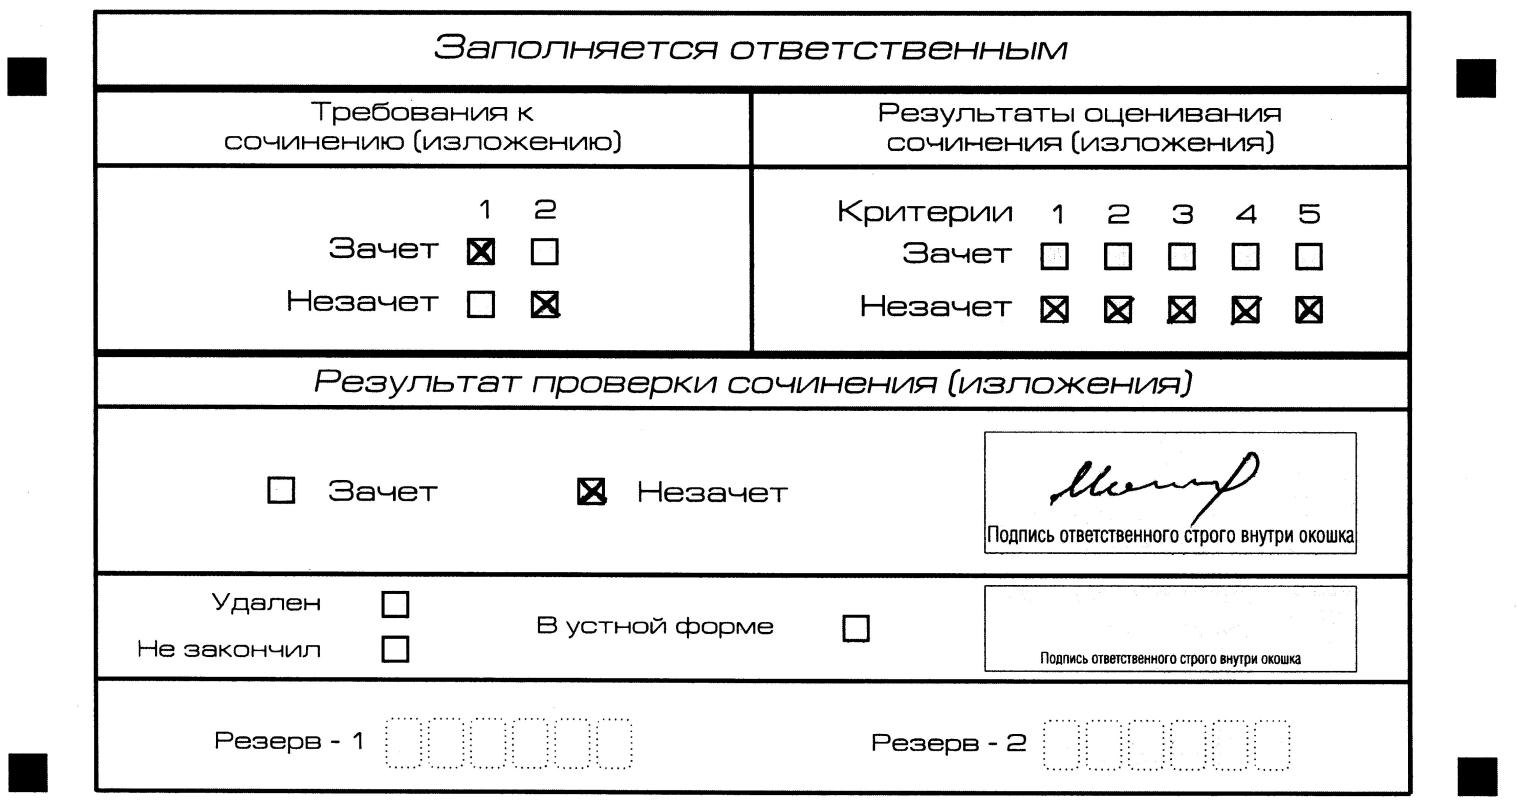 Заполняется ответственным
Требования к
сочинению (изложению)
Результаты оценивания
сочинения (изложения)
1 2
Зачет
Незачет
Критерии 1 2 3 4 5
Зачет
Незачет
Результат проверки сочинения (изложения)
Зачет
Незачет
Подпись ответственного строго внутри окошка
Удален
Не закончил
В устной форме
Подпись ответственного строго внутри окошка
Резерв - 1
Резерв - 2